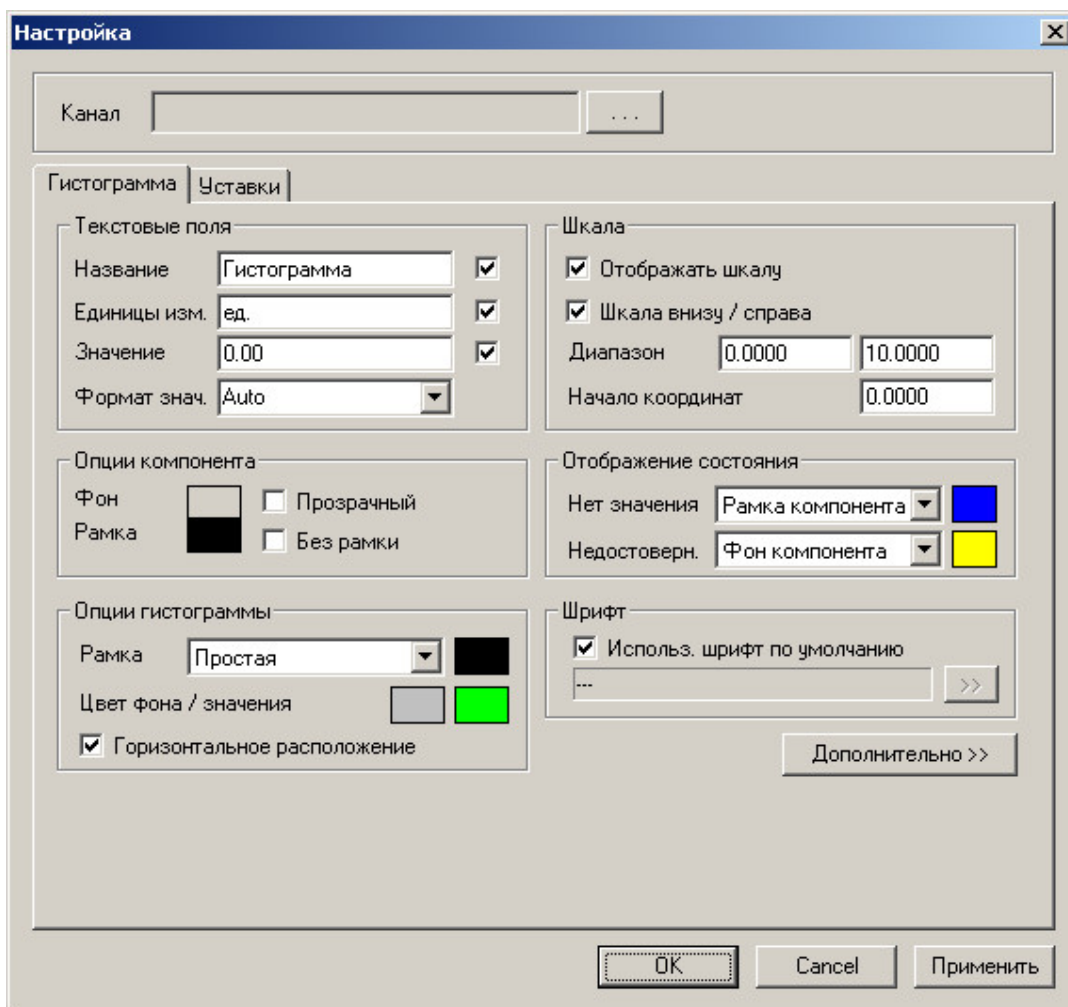 Настройка
Канал
. . .
Гистограмма Уставки
Текстовые поля
Название Гистограмма
Единицы изм. ед.
Значение 0.00
Формат знач. Auto
Шкала
Отображать шкалу
Шкала внизу / справа
Диапазон 0.0000 10.0000
Начало координат 0.0000
Опции компонента
Фон Прозрачный
Рамка Без рамки
Отображение состояния
Нет значения Рамка компонента
Недостоверн. Фон компонента
Опции гистограммы
Рамка Простая
Цвет фона / значения
Горизонтальное расположение
Шрифт
Использ. шрифт по умолчанию
--- >>
Дополнительно >>
OK Cancel Применить